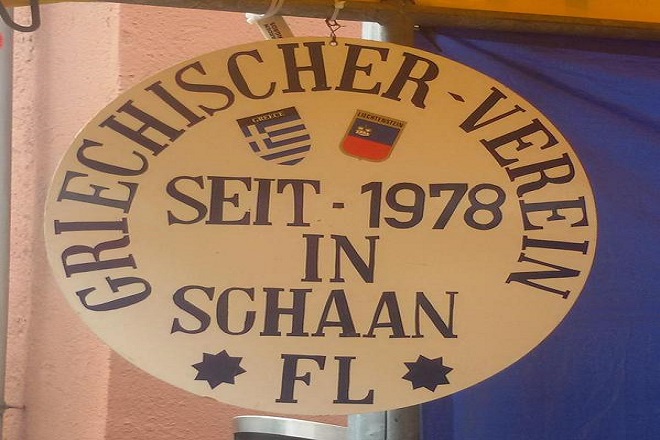 GRIECHISCHER-VEREIN
GREECE
LIECHTENSTEIN
SEIT - 1978
IN
SCHAAN
FL